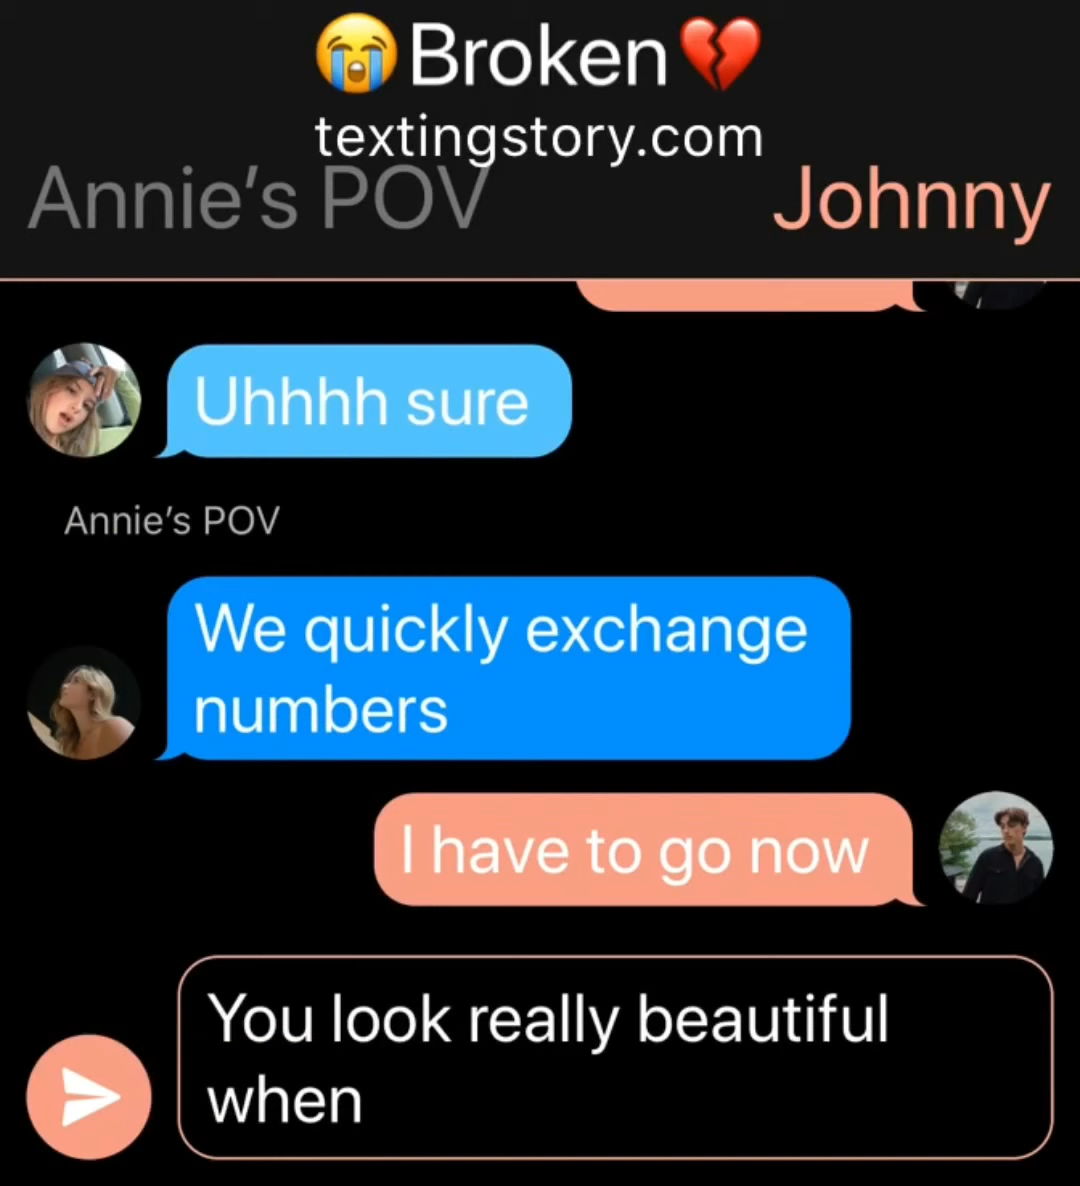 😭Broken💔
textingstory.com
Annie's POV
Johnny
Uhhhh sure
Annie's POV
We quickly exchange
numbers
I have to go now
You look really beautiful
when